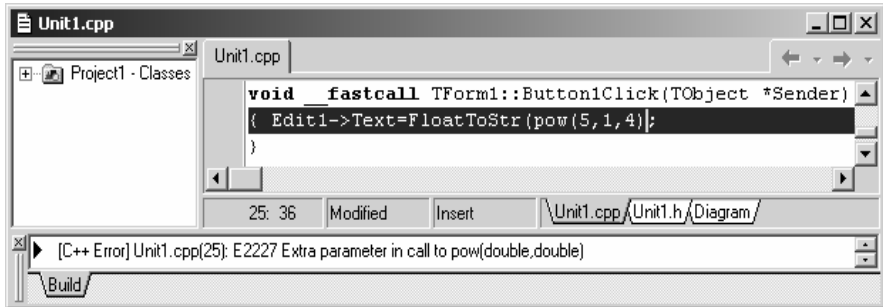 Unit1.cpp
Project1 - Classes
Unit1.cpp
void __fastcall TForm1::Button1Click(TObject *Sender)
{ Edit1->Text=FloatToStr(pow(5,1,4);
}
25: 36 Modified Insert Unit1.cpp Unit1.h Diagram
[C++ Error] Unit1.cpp(25): E2227 Extra parameter in call to pow(double,double)
Build